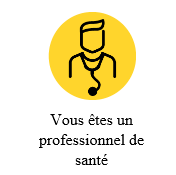 Vous êtes un
professionnel de
santé